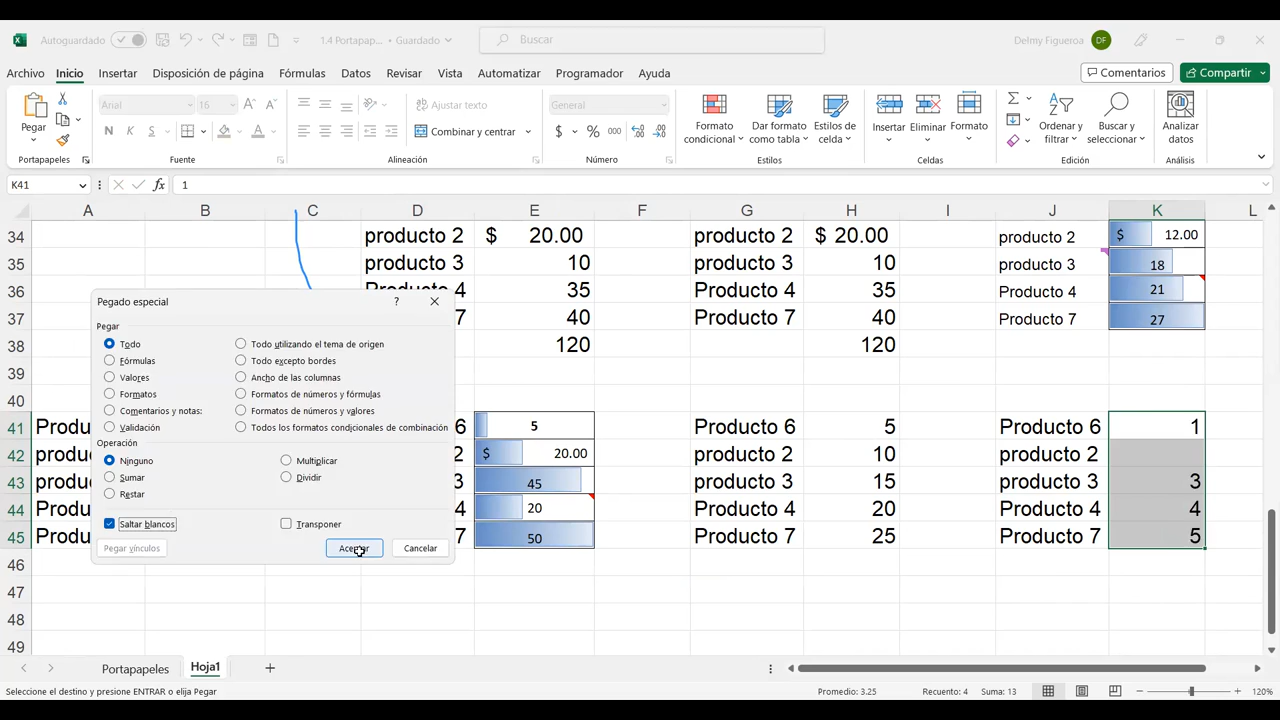 Autoguardado
1.4 Portapap... • Guardado
Buscar
Delmy Figueroa
DF
Archivo Inicio Insertar Disposición de página Fórmulas Datos Revisar Vista Automatizar Programador Ayuda
Comentarios
Compartir
Pegar
Portapapeles
Arial
16
N K S
Fuente
Ajustar texto
Combinar y centrar
Alineación
General
$ % 000
Número
Formato condicional
Dar formato como tabla
Estilos de celda
Estilos
Insertar
Eliminar
Formato
Celdas
Ordenar y filtrar
Buscar y seleccionar
Edición
Analizar datos
Análisis
K41
fx
1
A B C D E F G H I J K L
34 producto 2 $ 20.00 producto 2 $ 20.00 producto 2 $ 12.00
35 producto 3 10 producto 3 10 producto 3 18
36 Producto 4 35 Producto 4 35 Producto 4 21
37 7 40 Producto 7 40 Producto 7 27
38 120 120
39
40
41 Produ 6 5 Producto 6 5 Producto 6 1
42 produ 2 $ 20.00 producto 2 10 producto 2
43 produ 3 45 producto 3 15 producto 3 3
44 Produ 4 20 Producto 4 20 Producto 4 4
45 Produ 7 50 Producto 7 25 Producto 7 5
46
47
48
49
Pegado especial
?
Pegar
Todo
Todo utilizando el tema de origen
Fórmulas
Todo excepto bordes
Valores
Ancho de las columnas
Formatos
Formatos de números y fórmulas
Comentarios y notas:
Formatos de números y valores
Validación
Todos los formatos condicionales de combinación
Operación
Ninguno
Multiplicar
Sumar
Dividir
Restar
Saltar blancos
Transponer
Pegar vínculos
Aceptar
Cancelar
Portapapeles Hoja1
Seleccione el destino y presione ENTRAR o elija Pegar
Promedio: 3.25 Recuento: 4 Suma: 13
120%